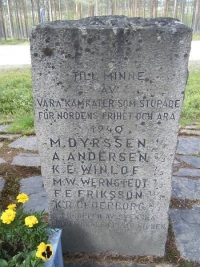 TILL MINNE
AV
VÅRA KAMRATER SOM STUPADE
FÖR NORDENS FRIHET OCH ÄRA
1940
M. DYRSSEN
A. ANDERSEN
K. E. WINLÖF
M. W. WERNSTEDT
F. E. ERIKSSON